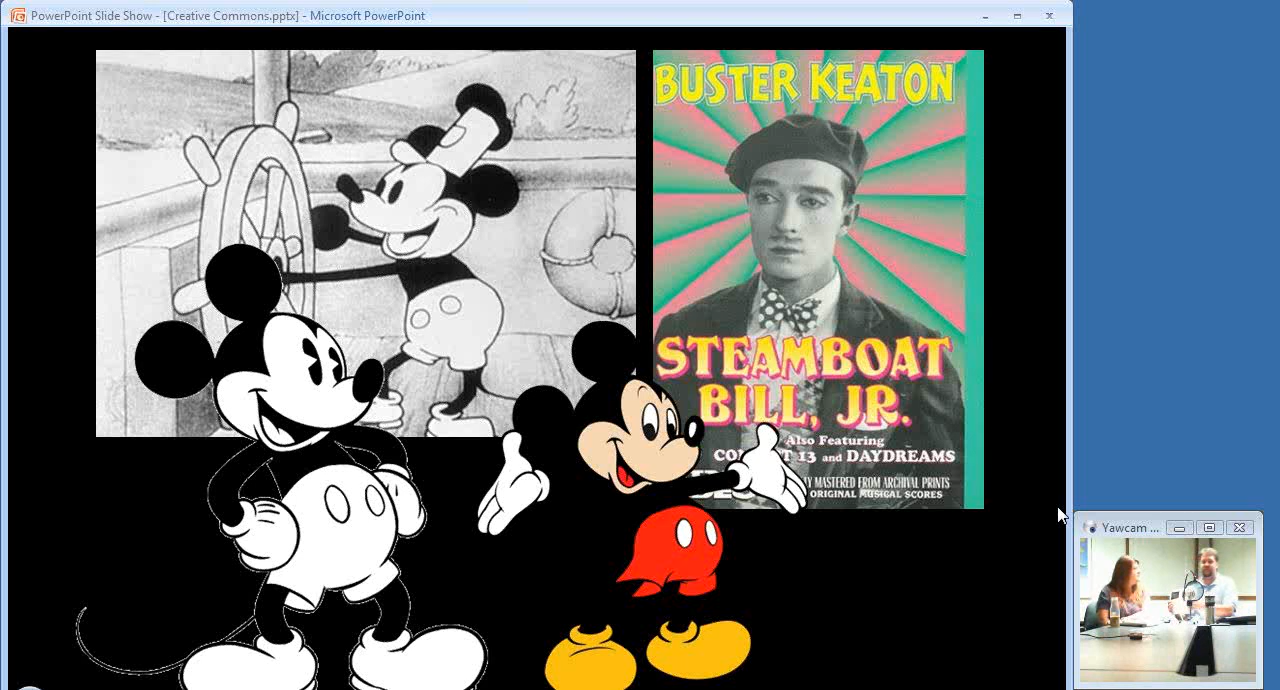 PowerPoint Slide Show - [Creative Commons.pptx] - Microsoft PowerPoint
BUSTER KEATON
STEAMBOAT
BILL, JR.
Also Featuring
13 and DAYDREAMS
MASTERED FROM ARCHIVAL PRINTS
ORIGINAL MUSICAL SCORES
Yawcam ...